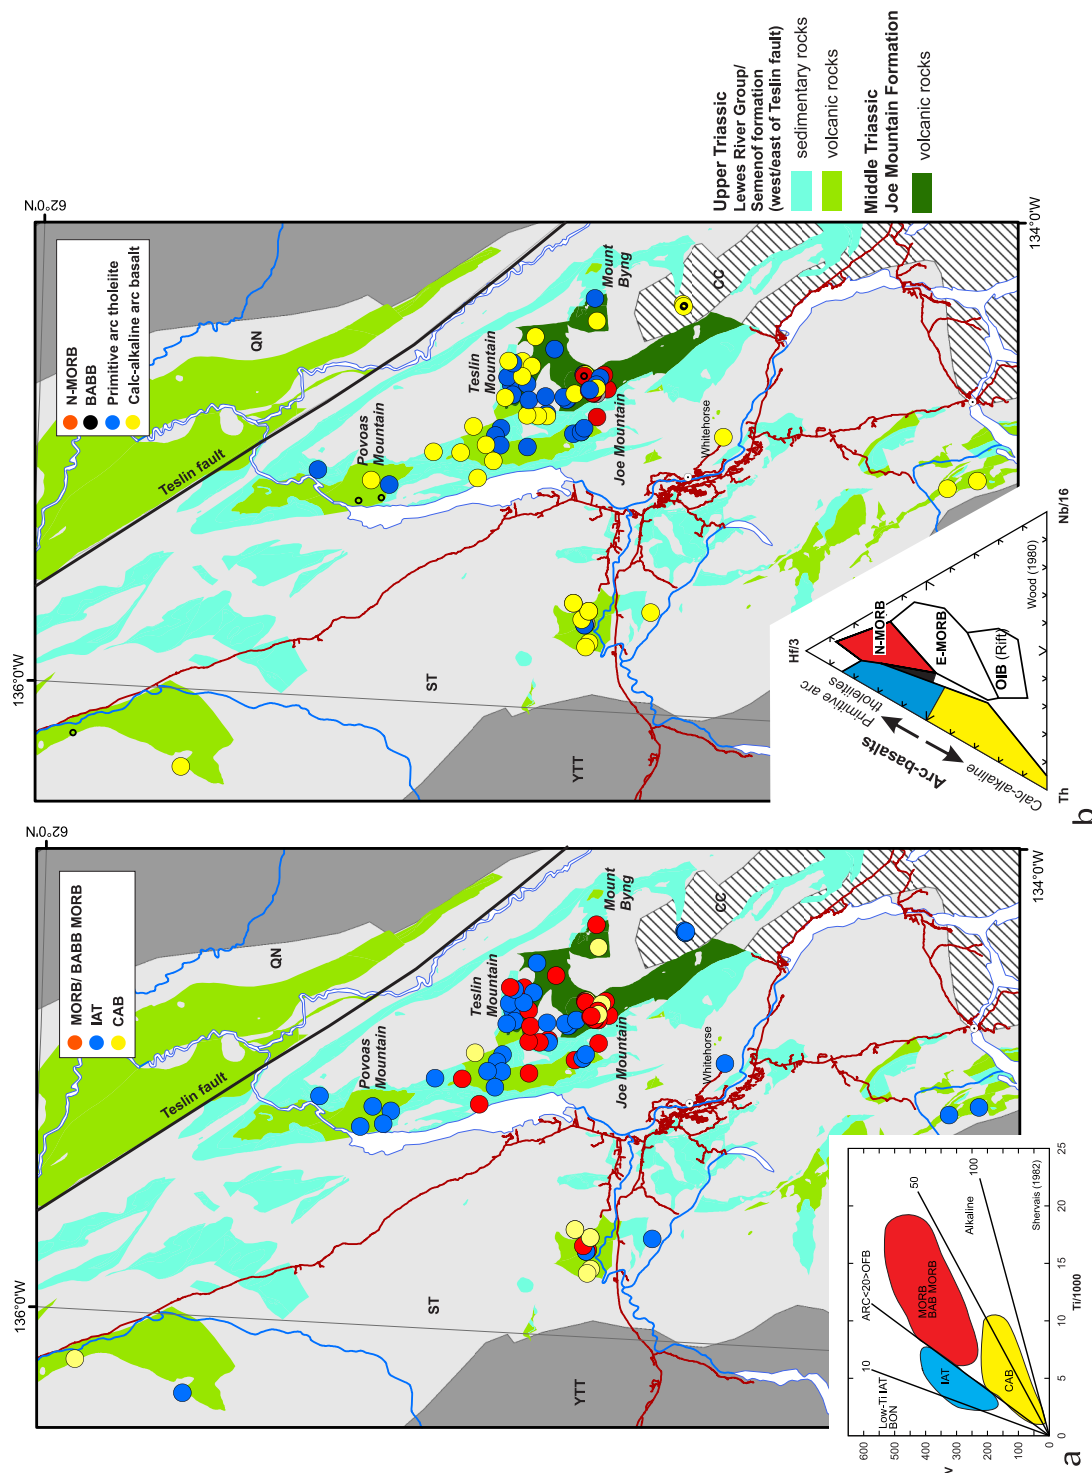 62°0'N
N-MORB
BABB
Primitive arc tholeiite
Calc-alkaline arc basalt
QN
Teslin fault
Povoas
Mountain
Teslin
Mountain
Mount
Byng
Joe Mountain
Whitehorse
CC
ST
YTT
136°0'W
134°0'W
Upper Triassic
Lewes River Group/
Semenof formation
(west/east of Teslin fault)
sedimentary rocks
volcanic rocks
Middle Triassic
Joe Mountain Formation
volcanic rocks
Hf/3
Th
Nb/16
Wood (1980)
N-MORB
E-MORB
OIB (Rift)
Primitive arc
tholeiites
Arc-basalts
Calc-alkaline
b
62°0'N
MORB/ BABB MORB
IAT
CAB
QN
Teslin fault
Povoas
Mountain
Teslin
Mountain
Mount
Byng
Joe Mountain
Whitehorse
CC
ST
YTT
136°0'W
134°0'W
Low-Ti IAT
BON
10
ARC<20>OFB
50
100
MORB
BAB MORB
IAT
CAB
Alkaline
Shervais (1982)
V
650
500
400
300
200
100
0
0
5
10
15
20
25
Ti/1000
a